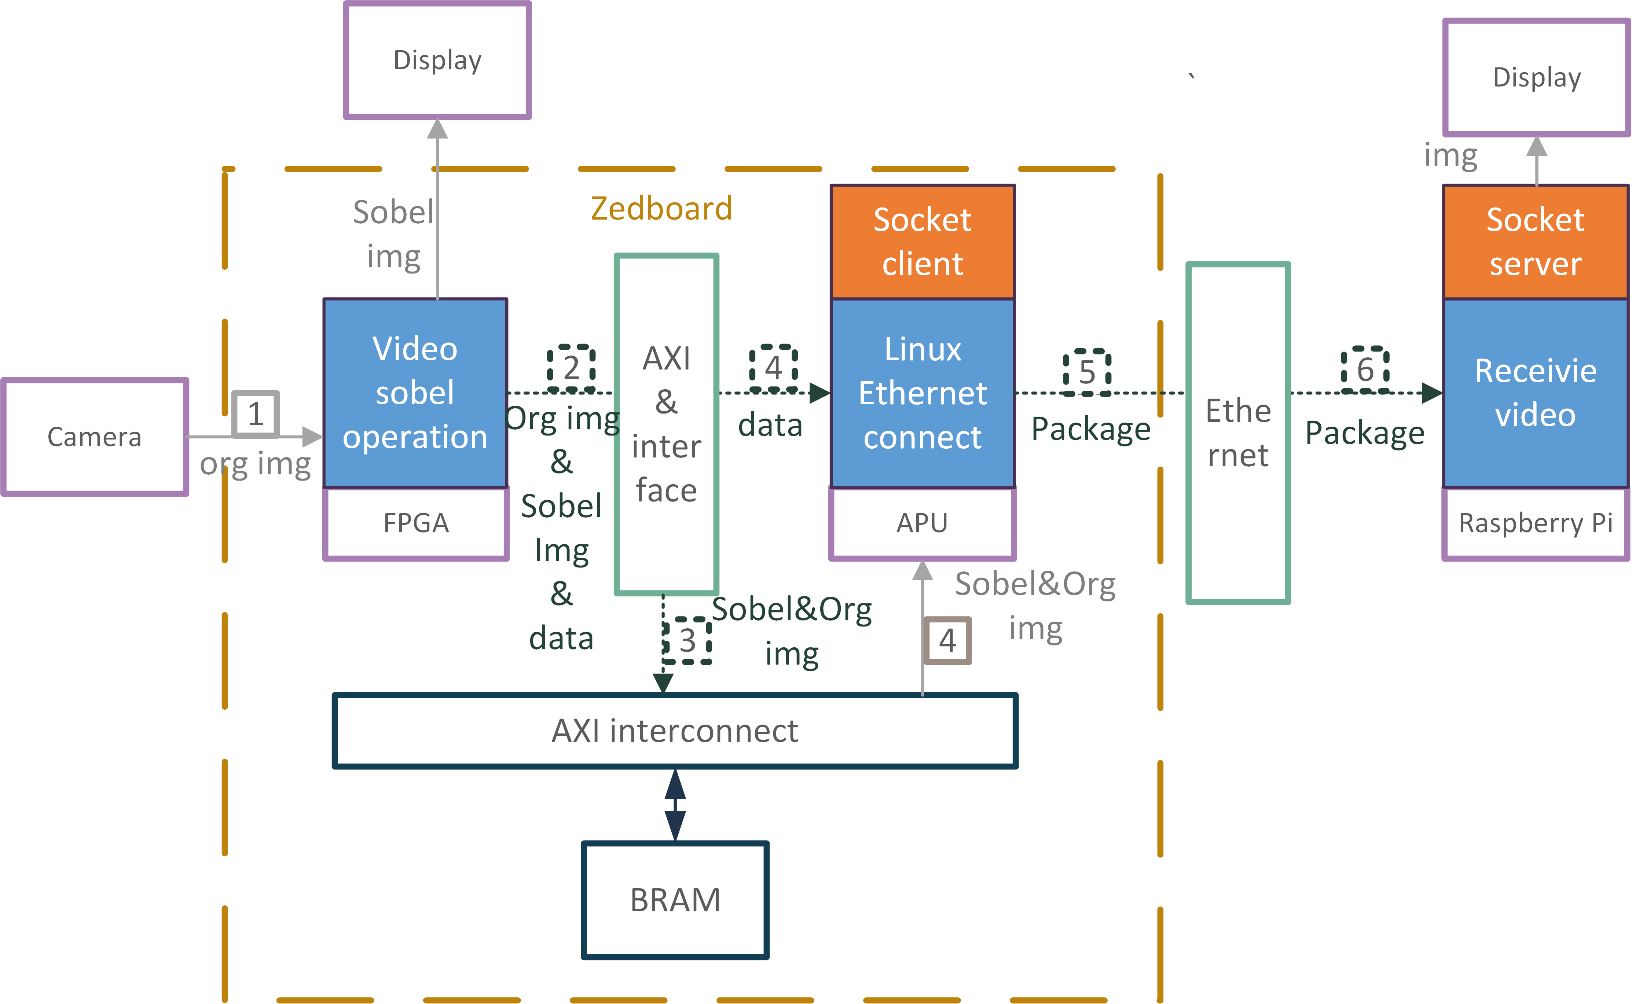 Display
`
Display
img
Sobel
img
Zedboard
Socket
client
Socket
server
Camera
1
org img
Video
sobel
operation
FPGA
2
Org img
&
Sobel
Img
&
data
AXI
&
inter
face
4
data
Linux
Ethernet
connect
APU
5
Package
Ethe
rnet
6
Package
Receivie
video
Raspberry Pi
3
Sobel&Org
img
4
Sobel&Org
img
AXI interconnect
BRAM